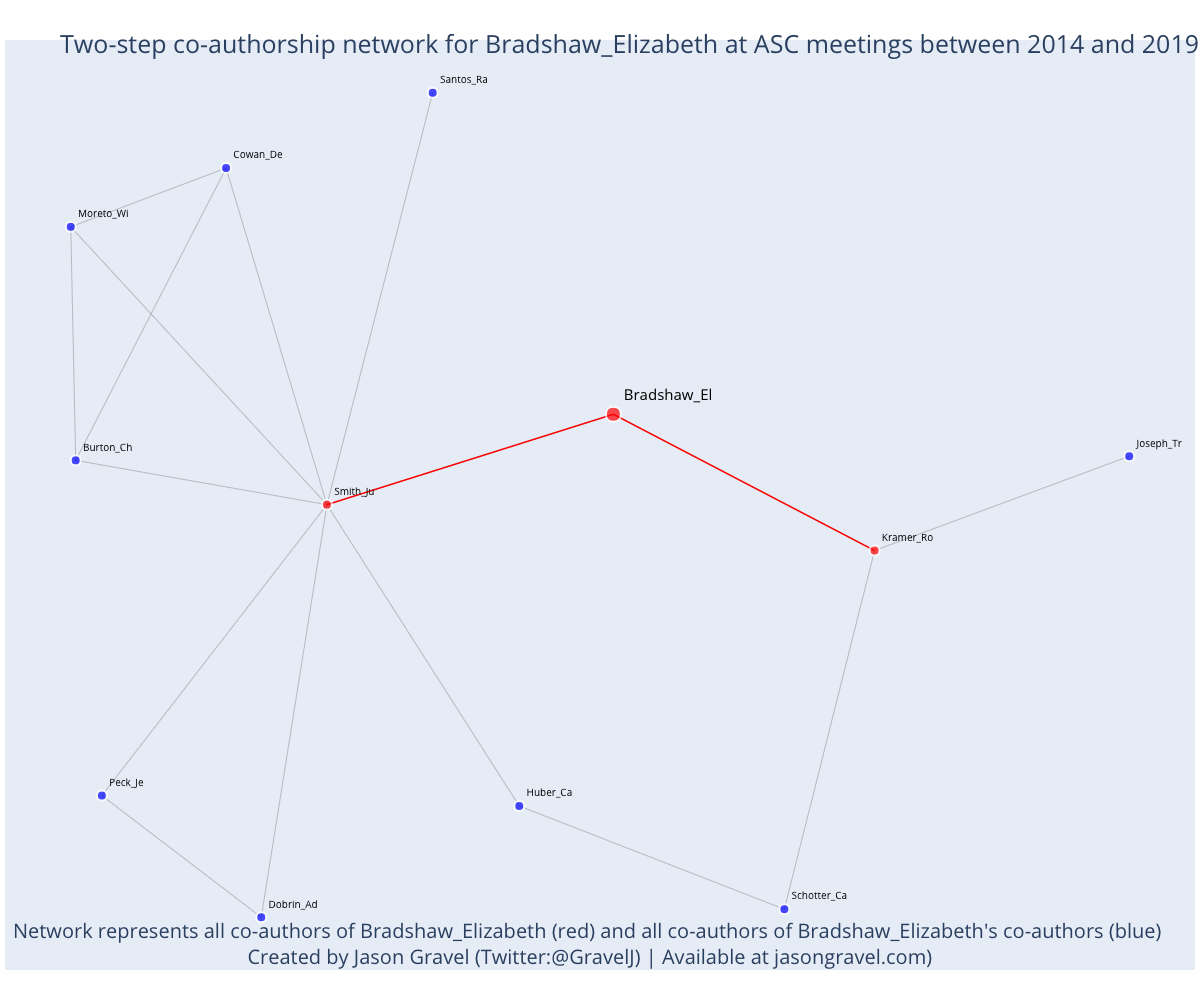 Two-step co-authorship network for Bradshaw_Elizabeth at ASC meetings between 2014 and 2019
Santos_Ra
Cowan_De
Moreto_Wi
Bradshaw_El
Joseph_Tr
Burton_Ch
Smith_Ju
Kramer_Ro
Peck_Je
Huber_Ca
Schotter_Ca
Dobrin_Ad
Network represents all co-authors of Bradshaw_Elizabeth (red) and all co-authors of Bradshaw_Elizabeth's co-authors (blue)
Created by Jason Gravel (Twitter:@GravelJ) | Available at jasongravel.com)